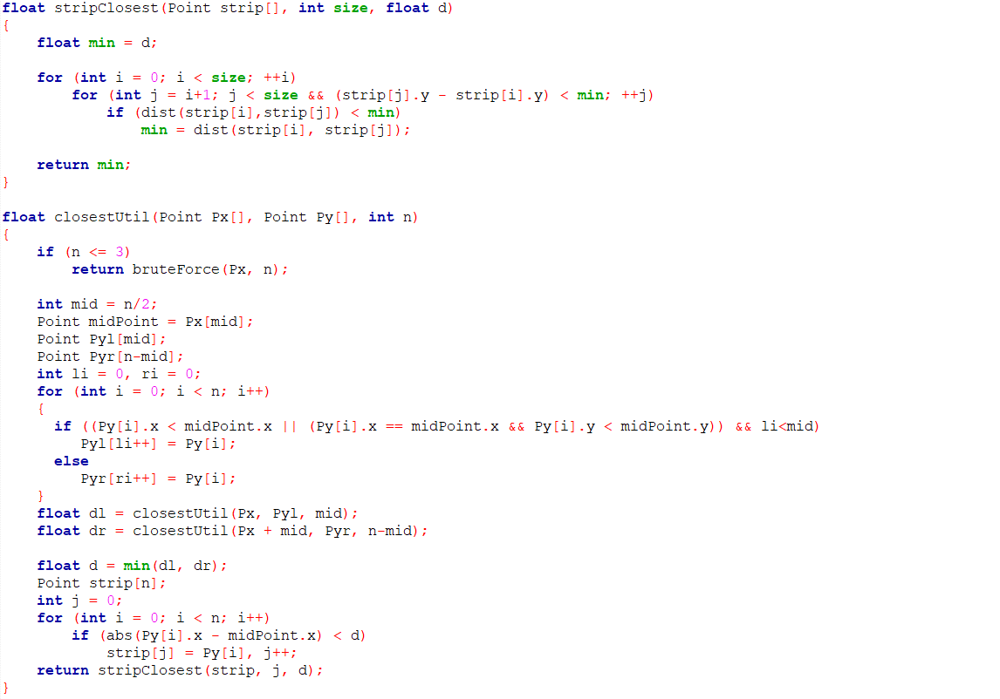 float stripClosest(Point strip[], int size, float d)
{
    float min = d;

    for (int i = 0; i < size; ++i)
        for (int j = i+1; j < size && (strip[j].y - strip[i].y) < min; ++j)
            if (dist(strip[i],strip[j]) < min)
                min = dist(strip[i], strip[j]);

    return min;
}

float closestUtil(Point Px[], Point Py[], int n)
{
    if (n <= 3)
        return bruteForce(Px, n);

    int mid = n/2;
    Point midPoint = Px[mid];
    Point Pyl[mid];
    Point Pyr[n-mid];
    int li = 0, ri = 0;
    for (int i = 0; i < n; i++)
    {
      if ((Py[i].x < midPoint.x || (Py[i].x == midPoint.x && Py[i].y < midPoint.y)) && li<mid)
         Pyl[li++] = Py[i];
      else
         Pyr[ri++] = Py[i];
    }
    float dl = closestUtil(Px, Pyl, mid);
    float dr = closestUtil(Px + mid, Pyr, n-mid);

    float d = min(dl, dr);
    Point strip[n];
    int j = 0;
    for (int i = 0; i < n; i++)
        if (abs(Py[i].x - midPoint.x) < d)
            strip[j] = Py[i], j++;
    return stripClosest(strip, j, d);
}